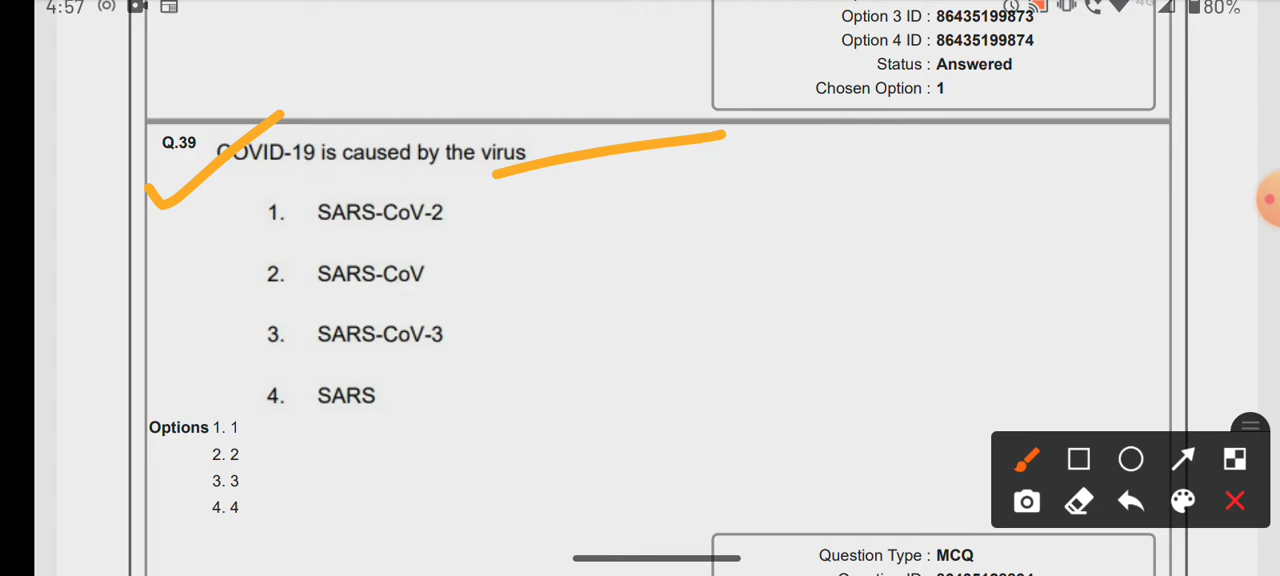 4:57
80%
Option 3 ID : 86435199873
Option 4 ID : 86435199874
Status : Answered
Chosen Option : 1
Q.39 COVID-19 is caused by the virus
1. SARS-CoV-2
2. SARS-CoV
3. SARS-CoV-3
4. SARS
Options 1. 1
2. 2
3. 3
4. 4
Question Type : MCQ